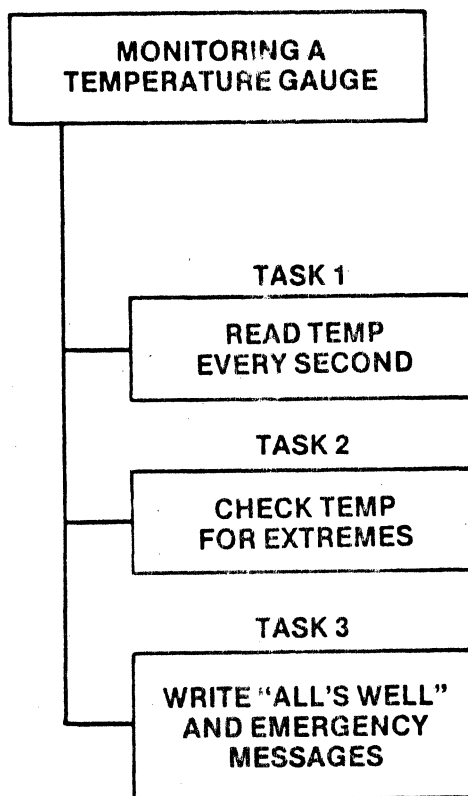 MONITORING A
TEMPERATURE GAUGE
TASK 1
READ TEMP
EVERY SECOND
TASK 2
CHECK TEMP
FOR EXTREMES
TASK 3
WRITE “ALL'S WELL”
AND EMERGENCY
MESSAGES